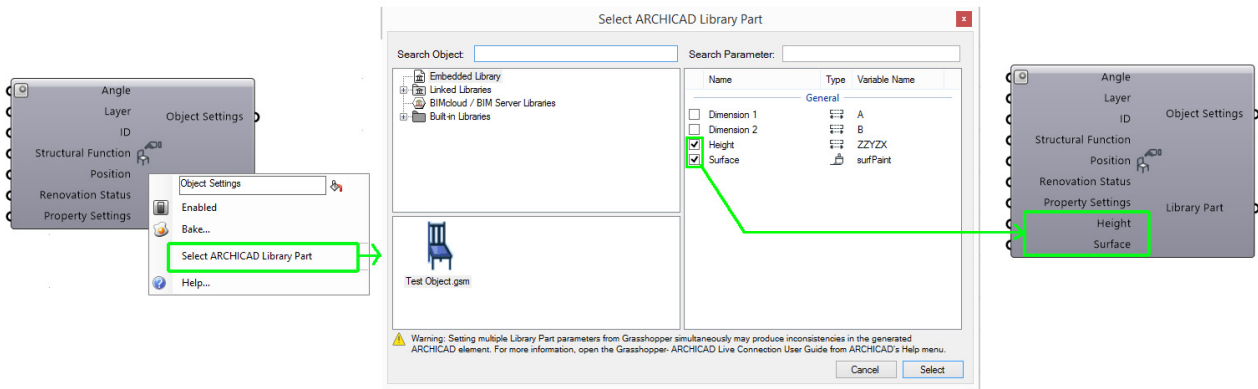 Angle
Layer
ID
Structural Function
Position
Renovation Status
Property Settings
Object Settings
Object Settings
Enabled
Bake...
Select ARCHICAD Library Part
Help...
Select ARCHICAD Library Part
x
Search Object:
Search Parameter:
Embedded Library
Linked Libraries
BIMcloud / BIM Server Libraries
Built-in Libraries
Name Type Variable Name
General
Dimension 1 A
Dimension 2 B
Height ZZYZX
Surface surfPaint
Test Object.gsm
Warning: Setting multiple Library Part parameters from Grasshopper simultaneously may produce inconsistencies in the generated
ARCHICAD element. For more information, open the Grasshopper- ARCHICAD Live Connection User Guide from ARCHICAD's Help menu.
Cancel Select
Angle
Layer
ID
Structural Function
Position
Renovation Status
Property Settings
Height
Surface
Object Settings
Library Part